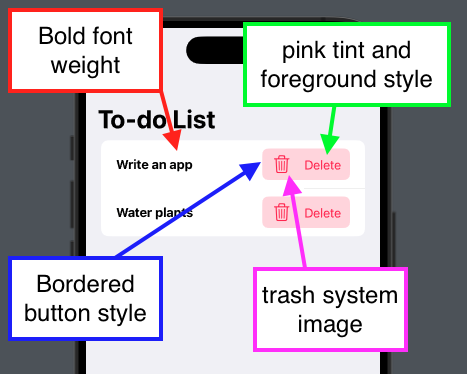 Bold font
weight
pink tint and
foreground style
To-do List
Write an app
Delete
Water plants
Delete
Bordered
button style
trash system
image